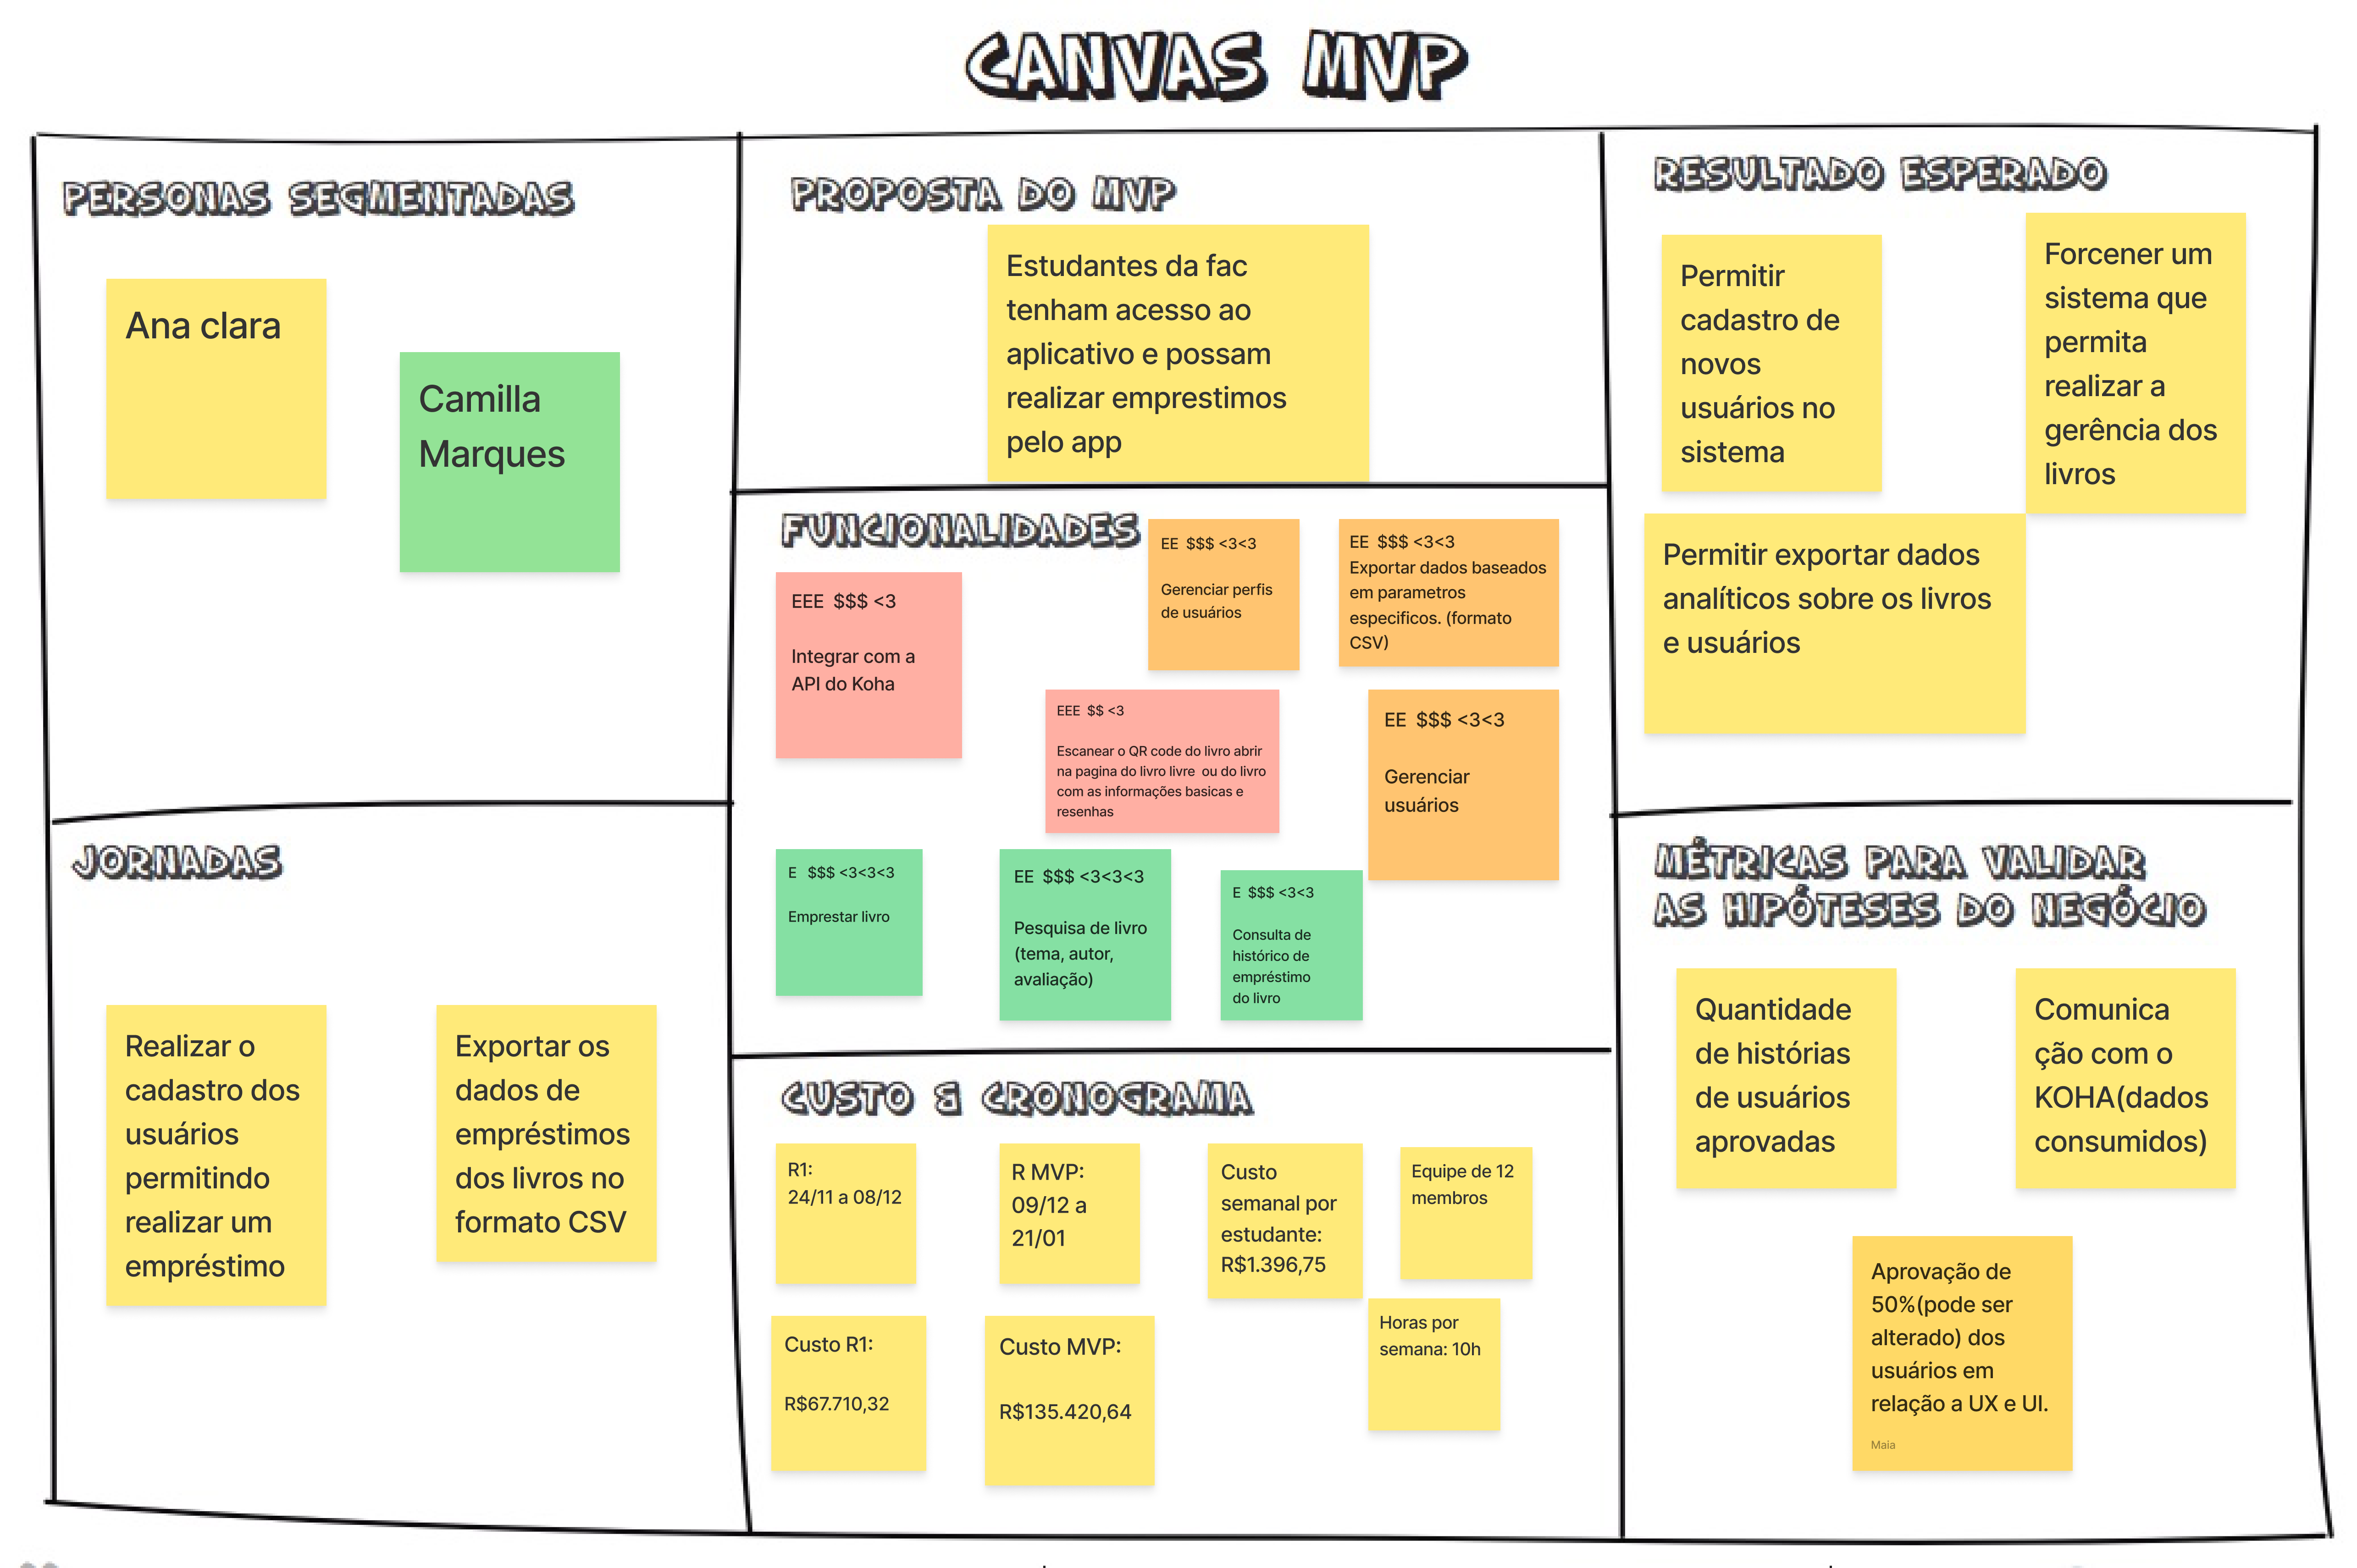 CANVAS MVP
PERSONAS SEGMENTADAS
Ana clara
Camilla
Marques
PROPOSTA DO MVP
Estudantes da fac
tenham acesso ao
aplicativo e possam
realizar emprestimos
pelo app
RESULTADO ESPERADO
Permitir
cadastro de
novos
usuários no
sistema
Forcener um
sistema que
permita
realizar a
gerência dos
livros
Permitir exportar dados
analíticos sobre os livros
e usuários
FUNCIONALIDADES
EE $$$ <3<3
Gerenciar perfis
de usuários
EE $$$ <3<3
Exportar dados baseados
em parametros
especificos. (formato
CSV)
EEE $$$ <3
Integrar com a
API do Koha
EEE $$ <3
Escanear o QR code do livro abrir
na pagina do livro livre ou do livro
com as informações basicas e
resenhas
EE $$$ <3<3
Gerenciar
usuários
E $$$ <3<3<3
Emprestar livro
EE $$$ <3<3<3
Pesquisa de livro
(tema, autor,
avaliação)
E $$$ <3<3
Consulta de
histórico de
empréstimo
do livro
JORNADAS
Realizar o
cadastro dos
usuários
permitindo
realizar um
empréstimo
Exportar os
dados de
empréstimos
dos livros no
formato CSV
CUSTO & CRONOGRAMA
R1:
24/11 a 08/12
R MVP:
09/12 a
21/01
Custo
semanal por
estudante:
R$1.396,75
Equipe de 12
membros
Custo R1:
R$67.710,32
Custo MVP:
R$135.420,64
Horas por
semana: 10h
MÉTRICAS PARA VALIDAR
AS HIPÓTESES DO NEGÓCIO
Quantidade
de histórias
de usuários
aprovadas
Comunica
ção com o
KOHA(dados
consumidos)
Aprovação de
50%(pode ser
alterado) dos
usuários em
relação a UX e UI.
Maia